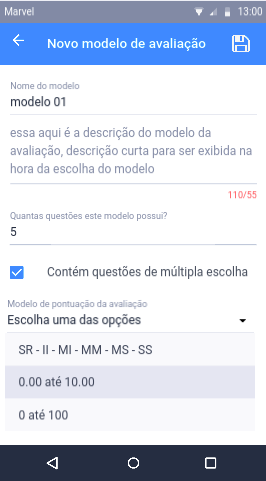 Marvel 13:00
Novo modelo de avaliação
Nome do modelo
modelo 01
essa aqui é a descrição do modelo da
avaliação, descrição curta para ser exibida na
hora da escolha do modelo
110/55
Quantas questões este modelo possui?
5
Contém questões de múltipla escolha
Modelo de pontuação da avaliação
Escolha uma das opções
SR - II - MI - MM - MS - SS
0.00 até 10.00
0 até 100